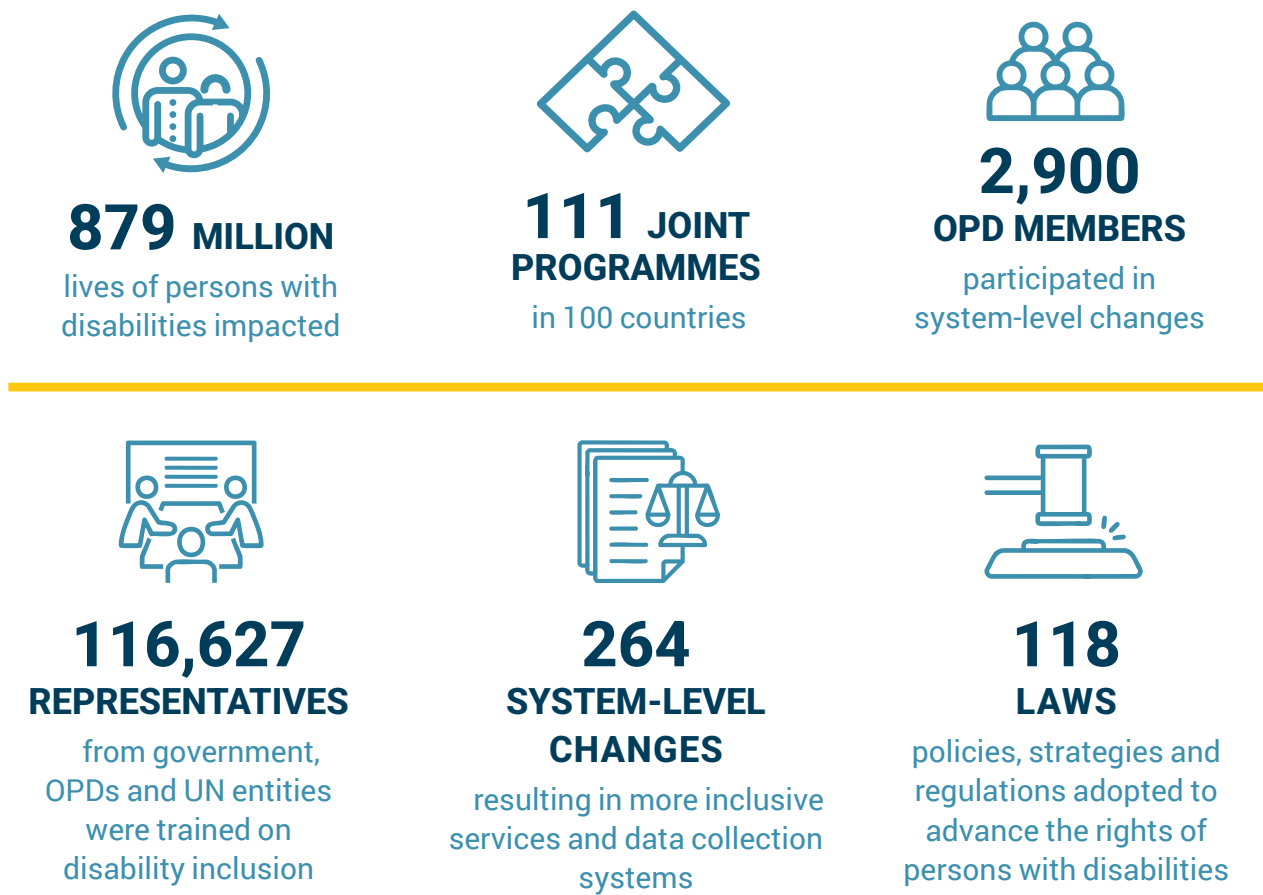 879 MILLION
lives of persons with
disabilities impacted
111 JOINT
PROGRAMMES
in 100 countries
2,900
OPD MEMBERS
participated in
system-level changes
116,627
REPRESENTATIVES
from government,
OPDs and UN entities
were trained on
disability inclusion
264
SYSTEM-LEVEL
CHANGES
resulting in more inclusive
services and data collection
systems
118
LAWS
policies, strategies and
regulations adopted to
advance the rights of
persons with disabilities